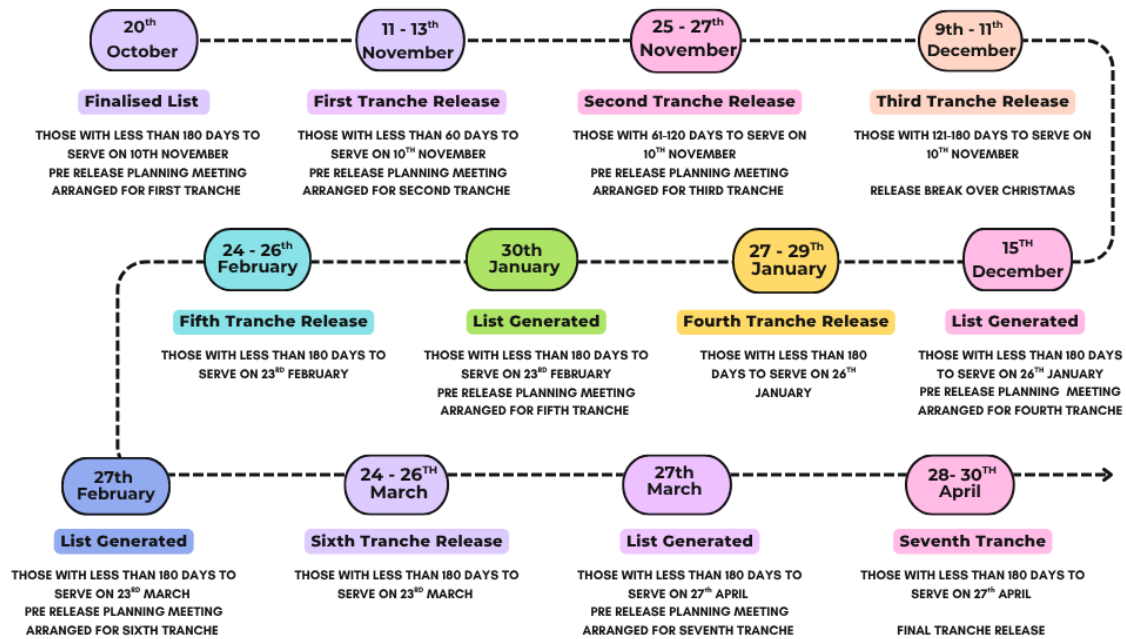 20th
October
Finalised List
THOSE WITH LESS THAN 180 DAYS TO
SERVE ON 10TH NOVEMBER
PRE RELEASE PLANNING MEETING
ARRANGED FOR FIRST TRANCHE
11 - 13th
November
First Tranche Release
THOSE WITH LESS THAN 60 DAYS TO
SERVE ON 10TH NOVEMBER
PRE RELEASE PLANNING MEETING
ARRANGED FOR SECOND TRANCHE
25 - 27th
November
Second Tranche Release
THOSE WITH 61-120 DAYS TO SERVE ON
10TH NOVEMBER
PRE RELEASE PLANNING MEETING
ARRANGED FOR THIRD TRANCHE
9th - 11th
December
Third Tranche Release
THOSE WITH 121-180 DAYS TO SERVE ON
10TH NOVEMBER
RELEASE BREAK OVER CHRISTMAS
15TH
December
List Generated
THOSE WITH LESS THAN 180 DAYS
TO SERVE ON 26TH JANUARY
PRE RELEASE PLANNING MEETING
ARRANGED FOR FOURTH TRANCHE
27 - 29Th
January
Fourth Tranche Release
THOSE WITH LESS THAN 180
DAYS TO SERVE ON 26TH
JANUARY
30th
January
List Generated
THOSE WITH LESS THAN 180 DAYS TO
SERVE ON 23RD FEBRUARY
PRE RELEASE PLANNING MEETING
ARRANGED FOR FIFTH TRANCHE
24 - 26th
February
Fifth Tranche Release
THOSE WITH LESS THAN 180 DAYS TO
SERVE ON 23RD FEBRUARY
27th
February
List Generated
THOSE WITH LESS THAN 180 DAYS TO
SERVE ON 23RD MARCH
PRE RELEASE PLANNING MEETING
ARRANGED FOR SIXTH TRANCHE
24 - 26TH
March
Sixth Tranche Release
THOSE WITH LESS THAN 180 DAYS TO
SERVE ON 23RD MARCH
27th
March
List Generated
THOSE WITH LESS THAN 180 DAYS TO
SERVE ON 27th APRIL
PRE RELEASE PLANNING MEETING
ARRANGED FOR SEVENTH TRANCHE
28- 30TH
April
Seventh Tranche
THOSE WITH LESS THAN 180 DAYS TO
SERVE ON 27th APRIL
FINAL TRANCHE RELEASE